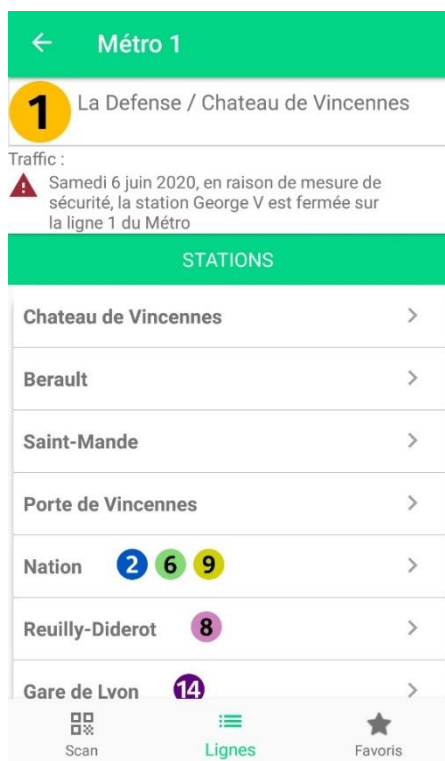 Métro 1
1 La Defense / Chateau de Vincennes
Traffic :
Samedi 6 juin 2020, en raison de mesure de
sécurité, la station George V est fermée sur
la ligne 1 du Métro
STATIONS
Chateau de Vincennes
Berault
Saint-Mande
Porte de Vincennes
Nation 2 6 9
Reuilly-Diderot 8
Gare de Lyon 14
Scan Lignes Favoris